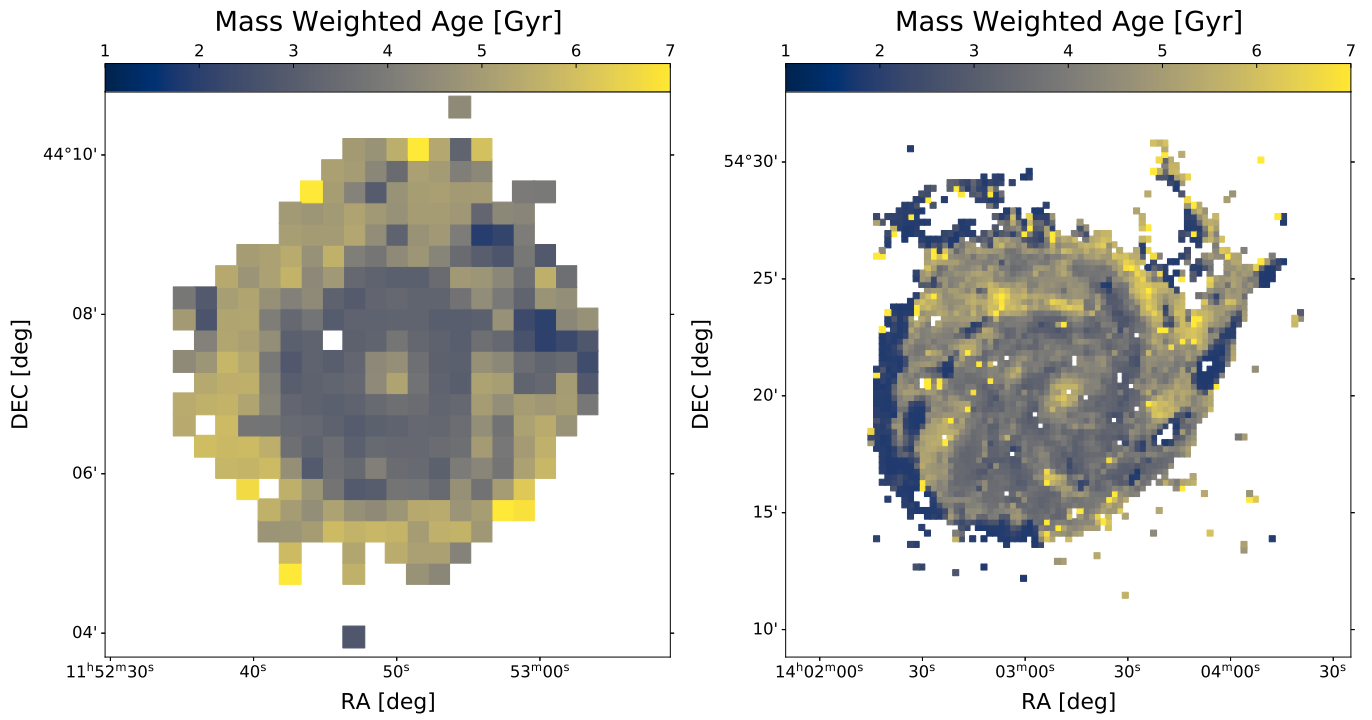 Mass Weighted Age [Gyr]
1 2 3 4 5 6 7
44°10'
08'
06'
04'
DEC [deg]
11ʰ52ᵐ30ˢ 40ˢ 50ˢ 53ᵐ00ˢ
RA [deg]
Mass Weighted Age [Gyr]
1 2 3 4 5 6 7
54°30'
25'
20'
15'
10'
DEC [deg]
14ʰ02ᵐ00ˢ 30ˢ 03ᵐ00ˢ 30ˢ 04ᵐ00ˢ 30ˢ
RA [deg]